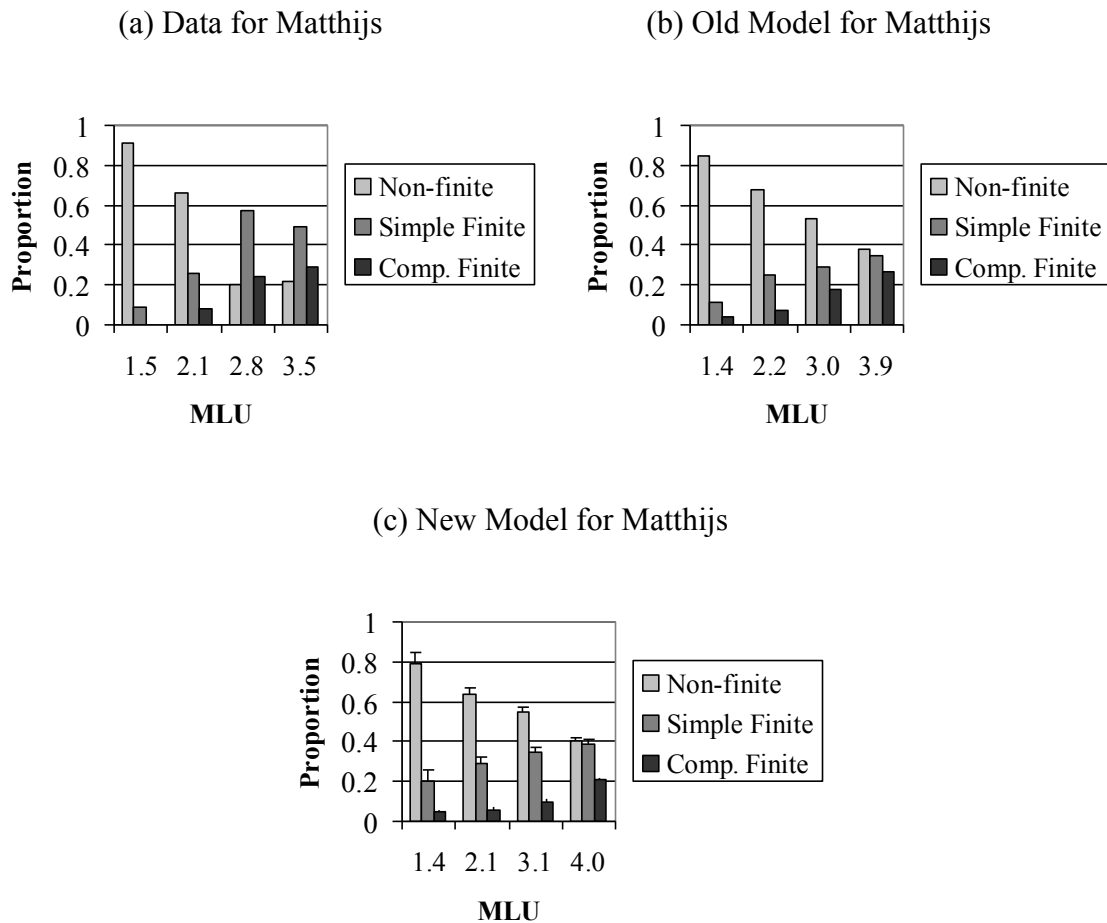 (a) Data for Matthijs
(b) Old Model for Matthijs
Proportion
1
0.8
0.6
0.4
0.2
0
1.5 2.1 2.8 3.5
MLU
Non-finite
Simple Finite
Comp. Finite
Proportion
1
0.8
0.6
0.4
0.2
0
1.4 2.2 3.0 3.9
MLU
Non-finite
Simple Finite
Comp. Finite
(c) New Model for Matthijs
Proportion
1
0.8
0.6
0.4
0.2
0
1.4 2.1 3.1 4.0
MLU
Non-finite
Simple Finite
Comp. Finite